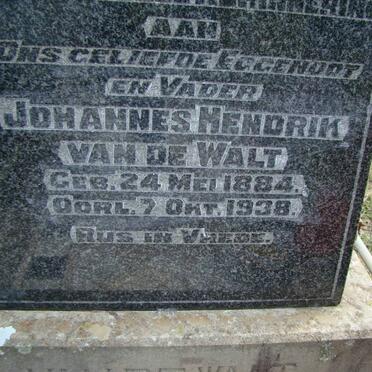 AAN
ONS GELIEFDE EGGENOOT
EN VADER
JOHANNES HENDRIK
VAN DE WALT
GEB. 24. MEI 1884.
OORL. 7 OKT. 1938.
RUS IN VREDE.